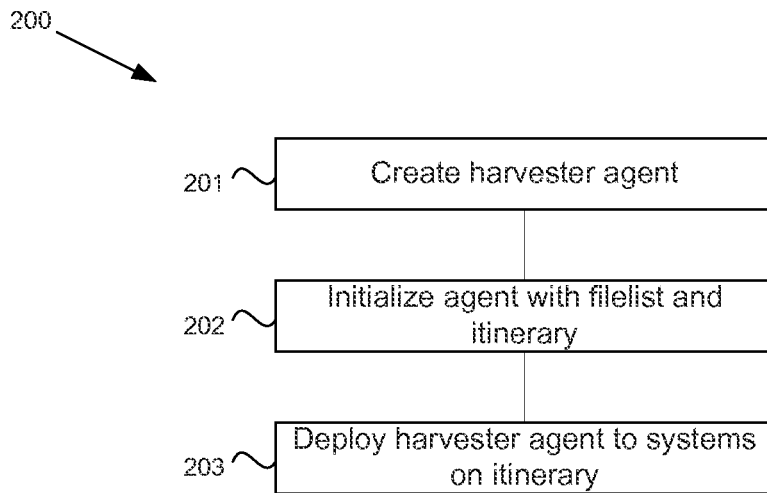 200
201
Create harvester agent
202
Initialize agent with filelist and
itinerary
203
Deploy harvester agent to systems
on itinerary